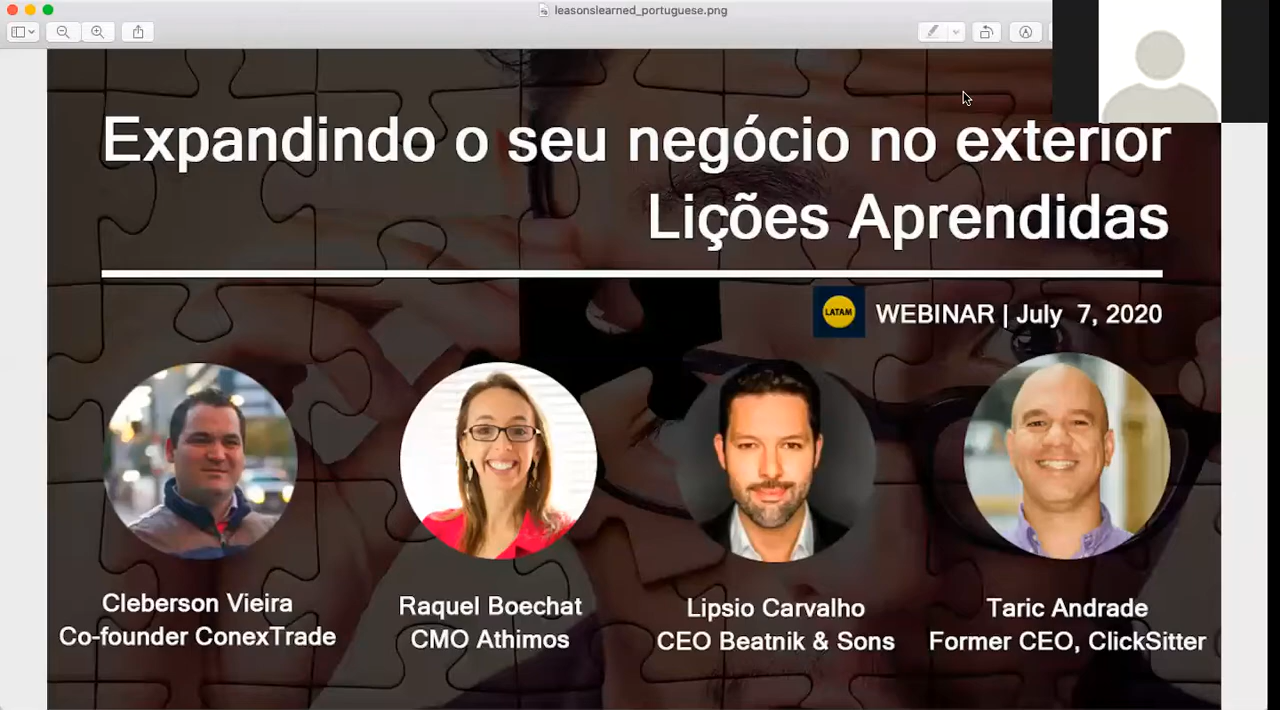 leasonslearned_portuguese.png
Expandindo o seu negócio no exterior
Lições Aprendidas
LATAM
WEBINAR | July 7, 2020
Cleberson Vieira
Co-founder ConexTrade
Raquel Boechat
CMO Athimos
Lipsio Carvalho
CEO Beatnik & Sons
Taric Andrade
Former CEO, ClickSitter